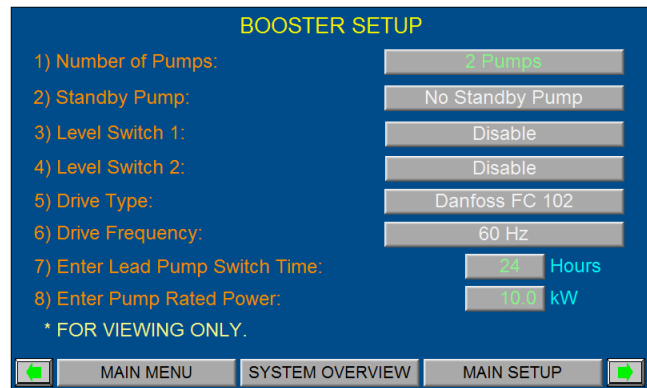 BOOSTER SETUP
1) Number of Pumps: 2 Pumps
2) Standby Pump: No Standby Pump
3) Level Switch 1: Disable
4) Level Switch 2: Disable
5) Drive Type: Danfoss FC 102
6) Drive Frequency: 60 Hz
7) Enter Lead Pump Switch Time: 24 Hours
8) Enter Pump Rated Power: 10.0 kW
* FOR VIEWING ONLY.
MAIN MENU SYSTEM OVERVIEW MAIN SETUP